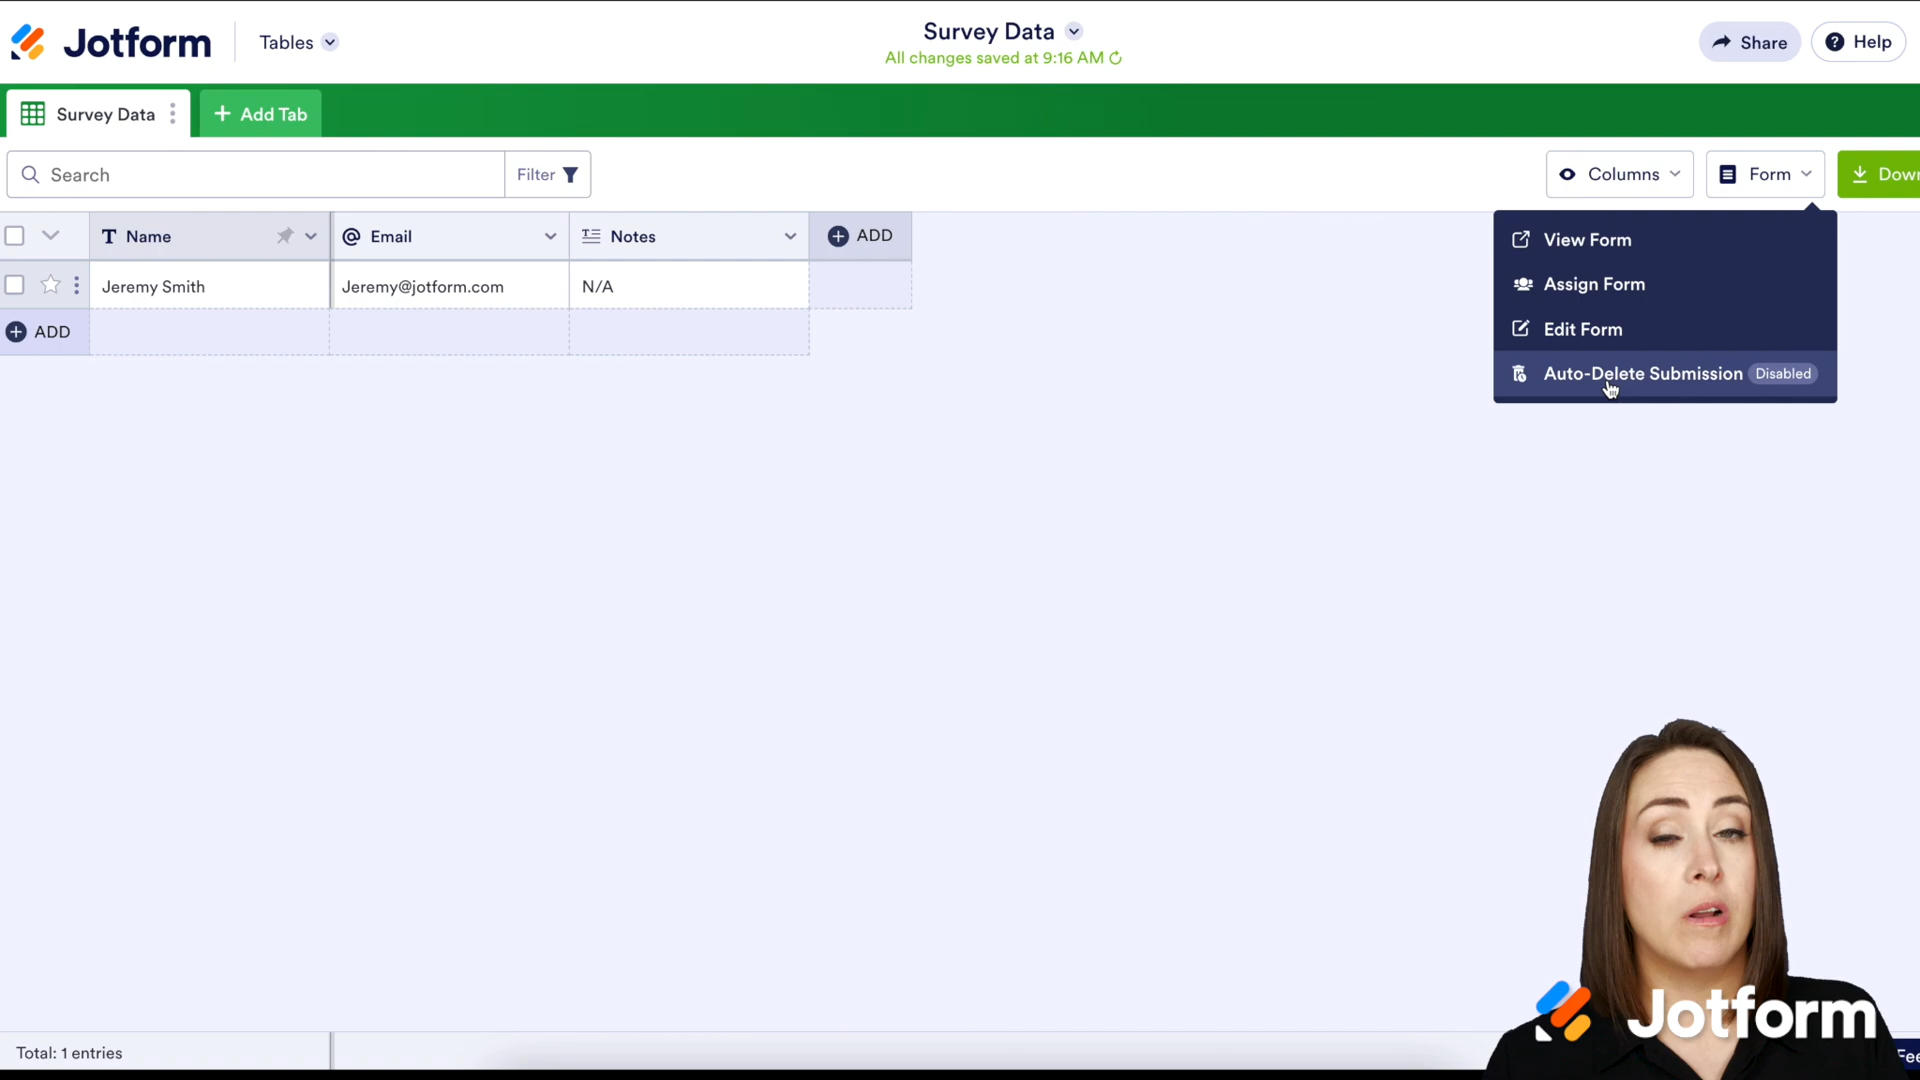 Jotform
Tables
Survey Data
All changes saved at 9:16 AM
Share
Help
Survey Data
Add Tab
Search
Filter
Columns
Form
Name
Email
Notes
ADD
Jeremy Smith
Jeremy@jotform.com
N/A
ADD
View Form
Assign Form
Edit Form
Auto-Delete Submission Disabled
Jotform
Total: 1 entries